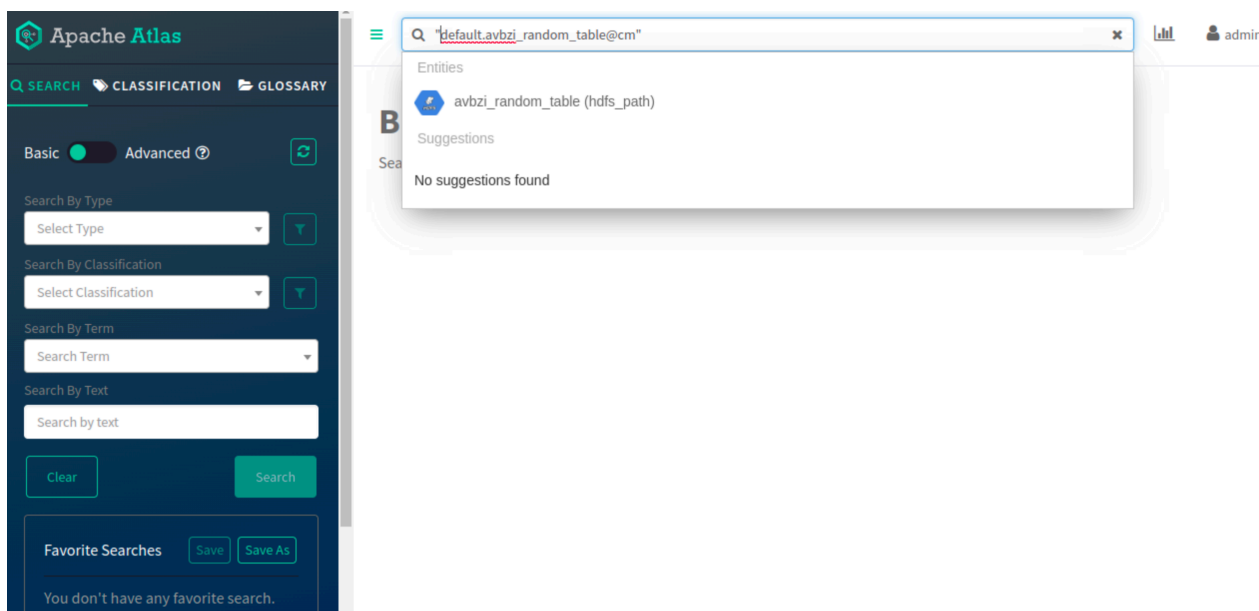 Apache Atlas
SEARCH CLASSIFICATION GLOSSARY
Basic Advanced
Search By Type
Select Type
Search By Classification
Select Classification
Search By Term
Search Term
Search By Text
Search by text
Clear Search
Favorite Searches Save Save As
You don't have any favorite search.
"default.avbzi_random_table@cm"
admin
Entities
avbzi_random_table (hdfs_path)
Suggestions
No suggestions found
B
Sea